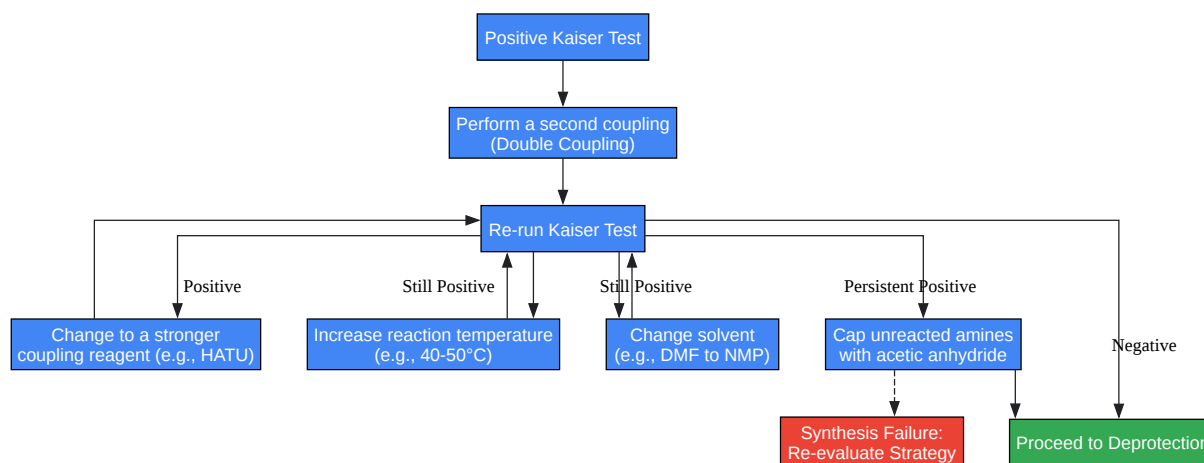 Positive Kaiser Test
Perform a second coupling
(Double Coupling)
Re-run Kaiser Test
Positive
Still Positive
Still Positive
Persistent Positive
Change to a stronger
coupling reagent (e.g., HATU)
Increase reaction temperature
(e.g., 40-50°C)
Change solvent
(e.g., DMF to NMP)
Cap unreacted amines
with acetic anhydride
Negative
Synthesis Failure:
Re-evaluate Strategy
Proceed to Deprotection